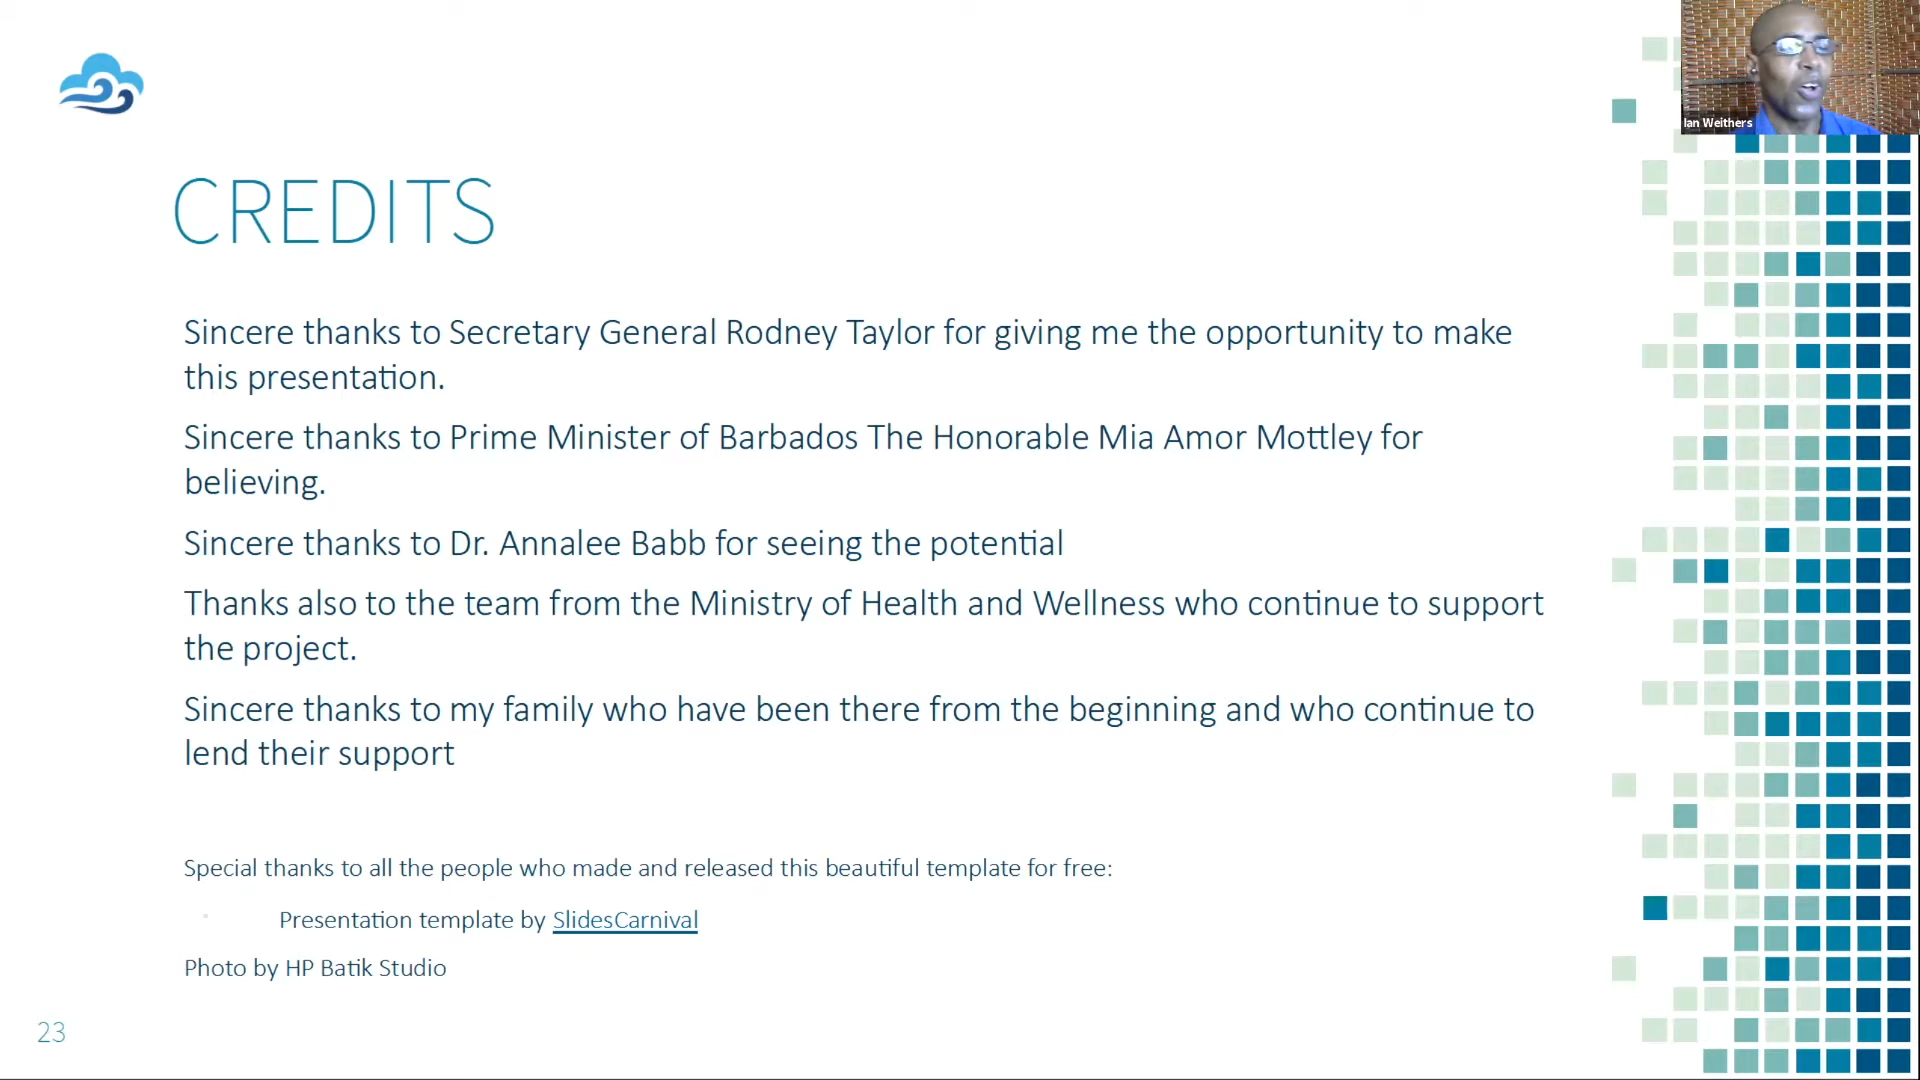 Ian Weithers
CREDITS
Sincere thanks to Secretary General Rodney Taylor for giving me the opportunity to make
this presentation.
Sincere thanks to Prime Minister of Barbados The Honorable Mia Amor Mottley for
believing.
Sincere thanks to Dr. Annalee Babb for seeing the potential
Thanks also to the team from the Ministry of Health and Wellness who continue to support
the project.
Sincere thanks to my family who have been there from the beginning and who continue to
lend their support
Special thanks to all the people who made and released this beautiful template for free:
Presentation template by SlidesCarnival
Photo by HP Batik Studio
23